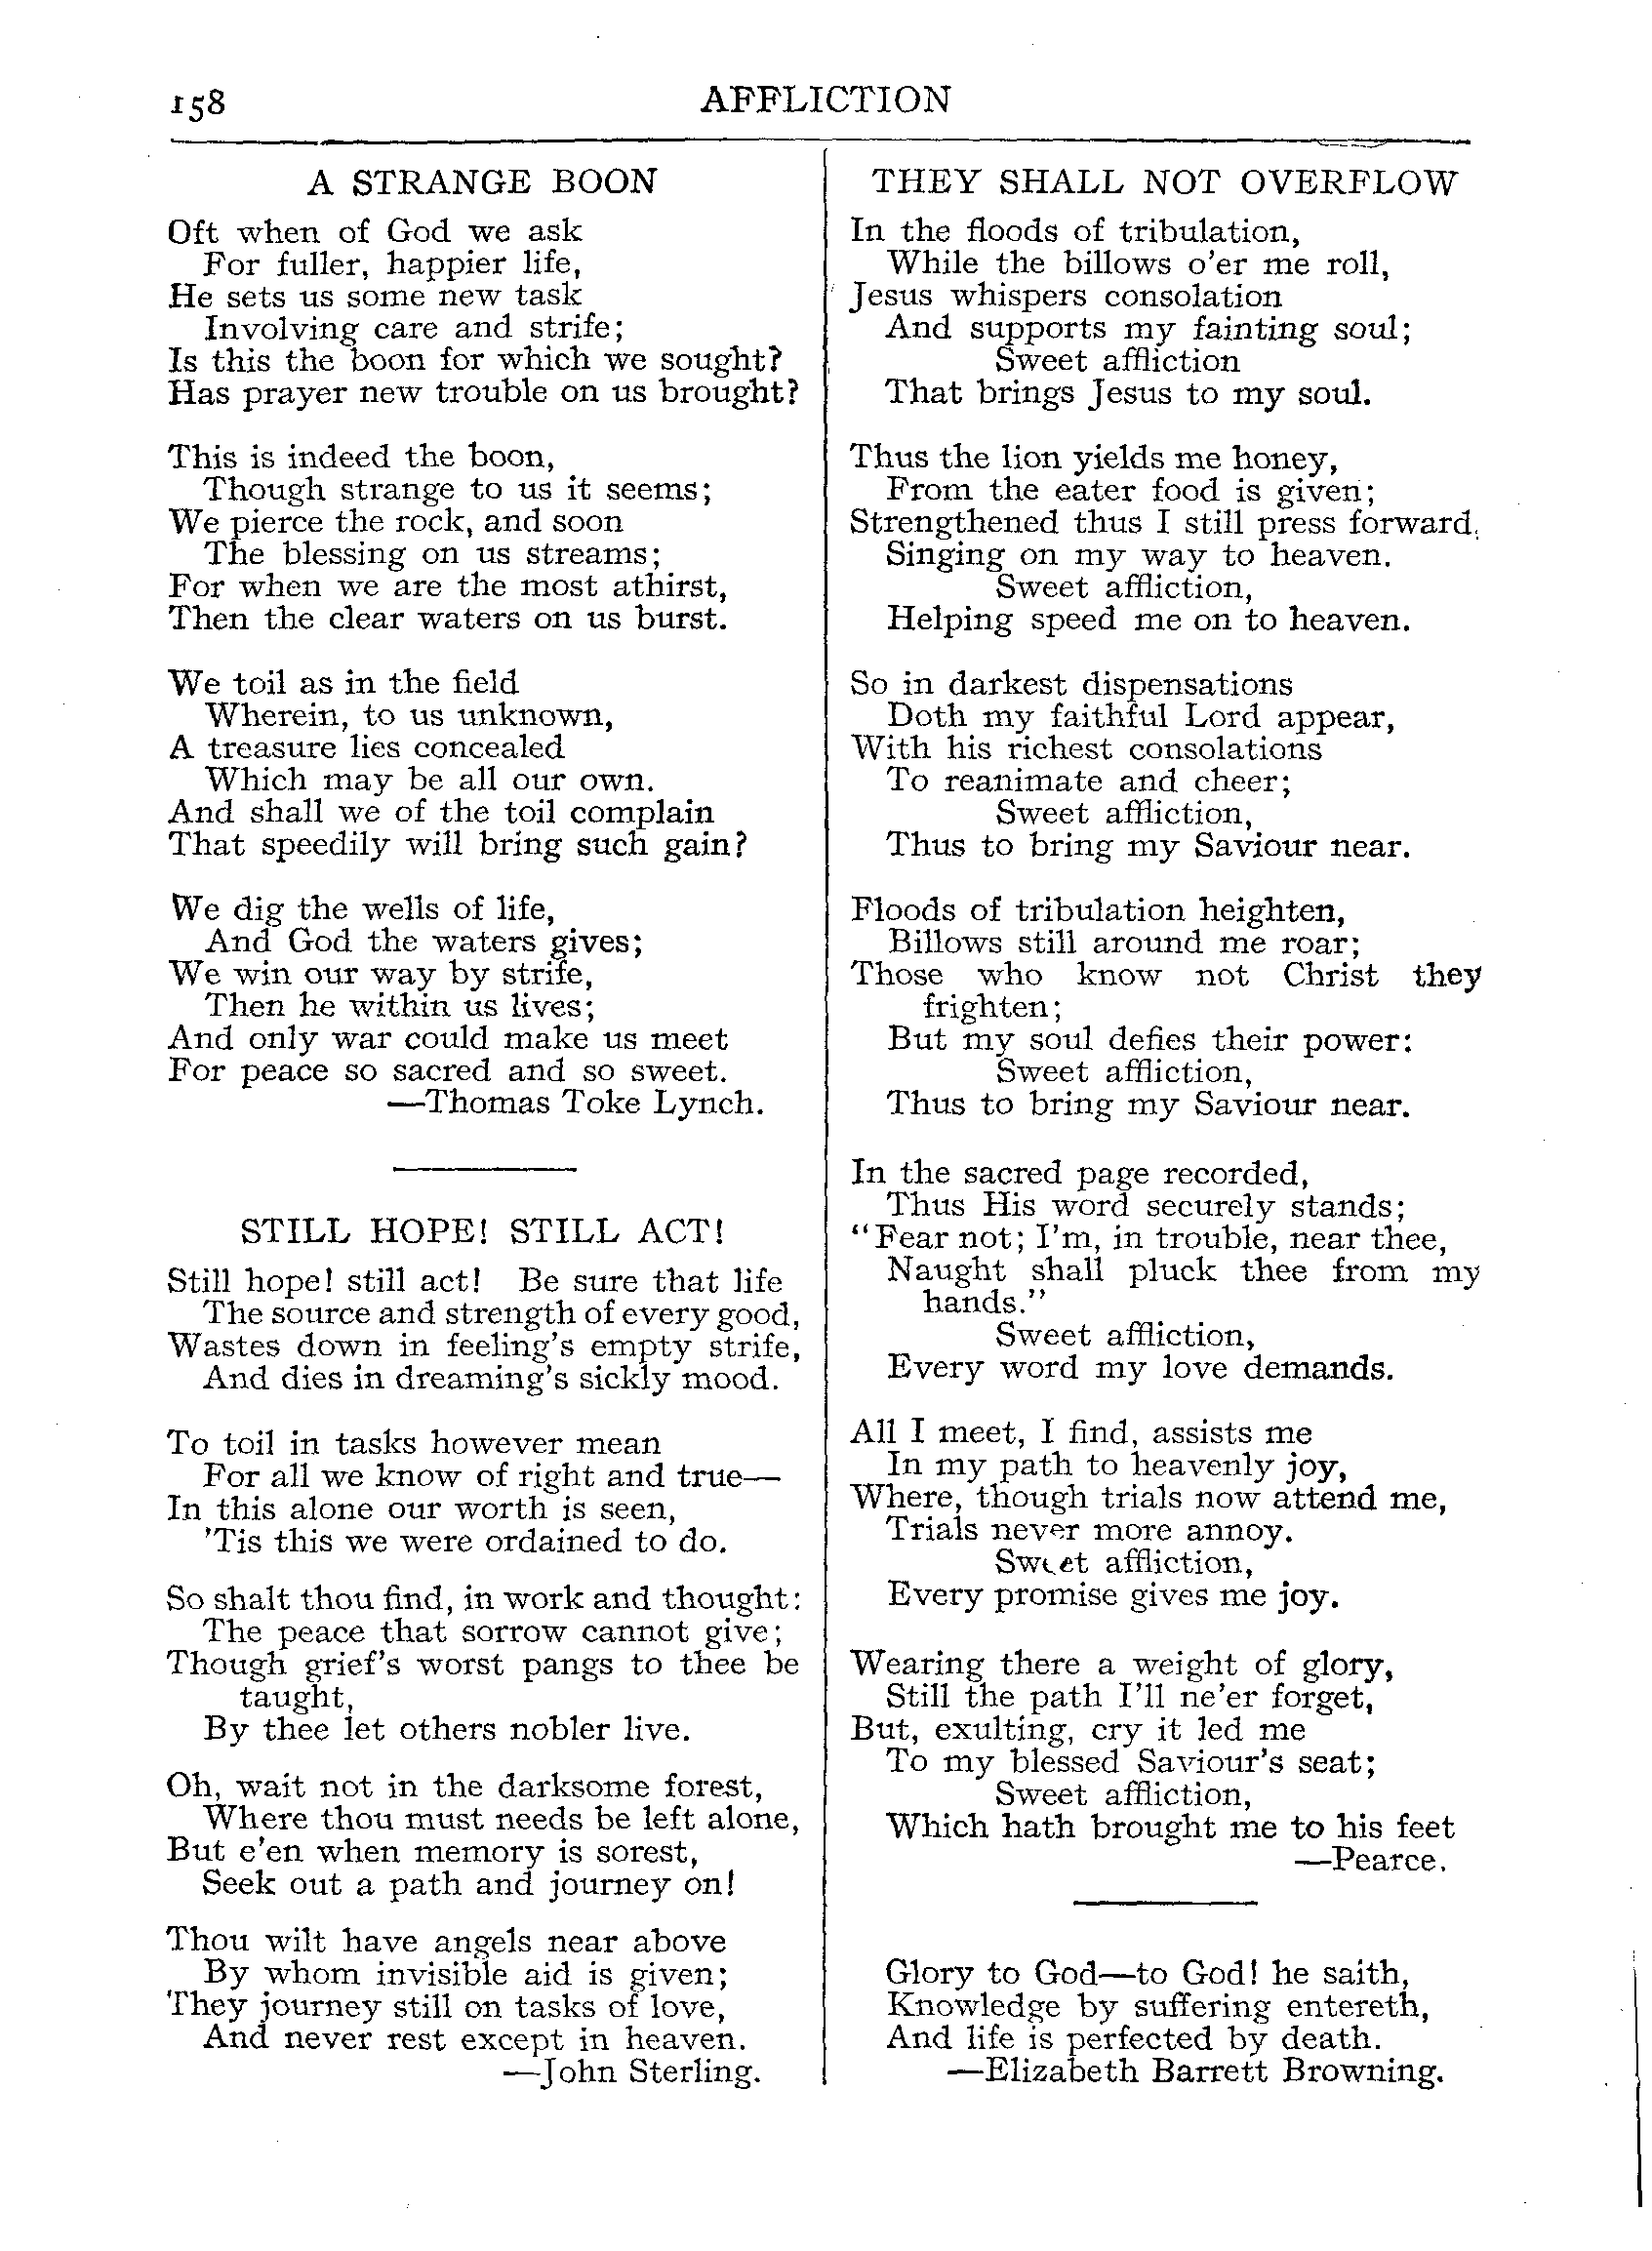 158
AFFLICTION
A STRANGE BOON
Oft when of God we ask
For fuller, happier life,
He sets us some new task
Involving care and strife;
Is this the boon for which we sought?
Has prayer new trouble on us brought?
This is indeed the boon,
Though strange to us it seems;
We pierce the rock, and soon
The blessing on us streams;
For when we are the most athirst,
Then the clear waters on us burst.
We toil as in the field
Wherein, to us unknown,
A treasure lies concealed
Which may be all our own.
And shall we of the toil complain
That speedily will bring such gain?
We dig the wells of life,
And God the waters gives;
We win our way by strife,
Then he within us lives;
And only war could make us meet
For peace so sacred and so sweet.
—Thomas Toke Lynch.
STILL HOPE! STILL ACT!
Still hope! still act! Be sure that life
The source and strength of every good,
Wastes down in feeling's empty strife,
And dies in dreaming's sickly mood.
To toil in tasks however mean
For all we know of right and true—
In this alone our worth is seen,
'Tis this we were ordained to do.
So shalt thou find, in work and thought:
The peace that sorrow cannot give;
Though grief's worst pangs to thee be
taught,
By thee let others nobler live.
Oh, wait not in the darksome forest,
Where thou must needs be left alone,
But e'en when memory is sorest,
Seek out a path and journey on!
Thou wilt have angels near above
By whom invisible aid is given;
They journey still on tasks of love,
And never rest except in heaven.
—John Sterling.
THEY SHALL NOT OVERFLOW
In the floods of tribulation,
While the billows o'er me roll,
Jesus whispers consolation
And supports my fainting soul;
Sweet affliction
That brings Jesus to my soul.
Thus the lion yields me honey,
From the eater food is given;
Strengthened thus I still press forward,
Singing on my way to heaven.
Sweet affliction,
Helping speed me on to heaven.
So in darkest dispensations
Doth my faithful Lord appear,
With his richest consolations
To reanimate and cheer;
Sweet affliction,
Thus to bring my Saviour near.
Floods of tribulation heighten,
Billows still around me roar;
Those who know not Christ they
frighten;
But my soul defies their power:
Sweet affliction,
Thus to bring my Saviour near.
In the sacred page recorded,
Thus His word securely stands;
"Fear not; I'm, in trouble, near thee,
Naught shall pluck thee from my
hands."
Sweet affliction,
Every word my love demands.
All I meet, I find, assists me
In my path to heavenly joy,
Where, though trials now attend me,
Trials never more annoy.
Sweet affliction,
Every promise gives me joy.
Wearing there a weight of glory,
Still the path I'll ne'er forget,
But, exulting, cry it led me
To my blessed Saviour's seat;
Sweet affliction,
Which hath brought me to his feet
—Pearce.
Glory to God—to God! he saith,
Knowledge by suffering entereth,
And life is perfected by death.
—Elizabeth Barrett Browning.